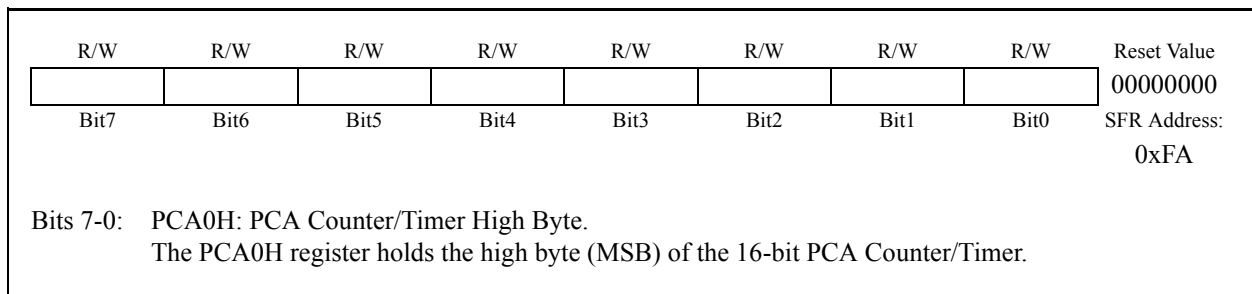 R/W R/W R/W R/W R/W R/W R/W R/W Reset Value
00000000
Bit7 Bit6 Bit5 Bit4 Bit3 Bit2 Bit1 Bit0 SFR Address:
0xFA
Bits 7-0: PCA0H: PCA Counter/Timer High Byte.
The PCA0H register holds the high byte (MSB) of the 16-bit PCA Counter/Timer.